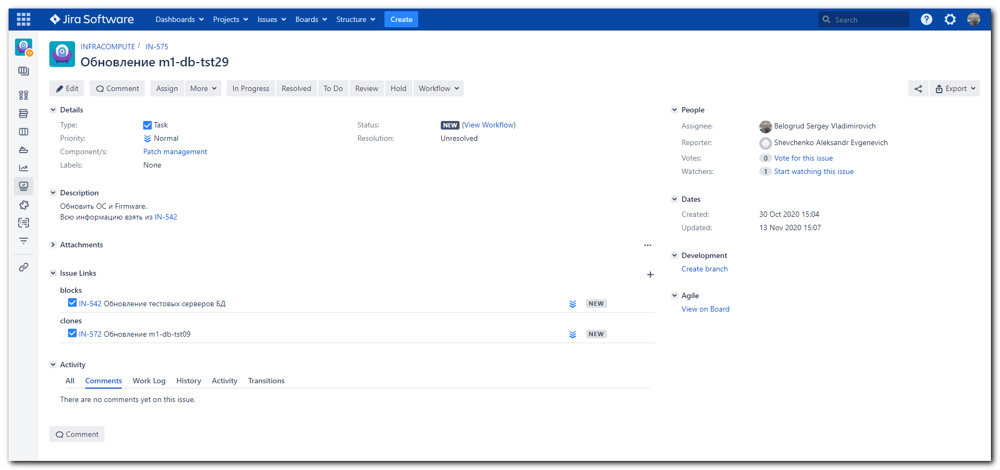 Jira Software Dashboards Projects Issues Boards Structure Create Search
INFRACOMPUTE / IN-575
Обновление m1-db-tst29
Edit Comment Assign More In Progress Resolved To Do Review Hold Workflow Export
Details
Type: Task
Priority: Normal
Component/s: Patch management
Labels: None
Status: NEW (View Workflow)
Resolution: Unresolved
Description
Обновить ОС и Firmware.
Всю информацию взять из IN-542
Attachments
Issue Links
blocks
IN-542 Обновление тестовых серверов БД NEW
clones
IN-572 Обновление m1-db-tst09 NEW
Activity
All Comments Work Log History Activity Transitions
There are no comments yet on this issue.
Comment
People
Assignee: Belogrud Sergey Vladimirovich
Reporter: Shevchenko Aleksandr Evgenevich
Votes: 0 Vote for this issue
Watchers: 1 Start watching this issue
Dates
Created: 30 Oct 2020 15:04
Updated: 13 Nov 2020 15:07
Development
Create branch
Agile
View on Board